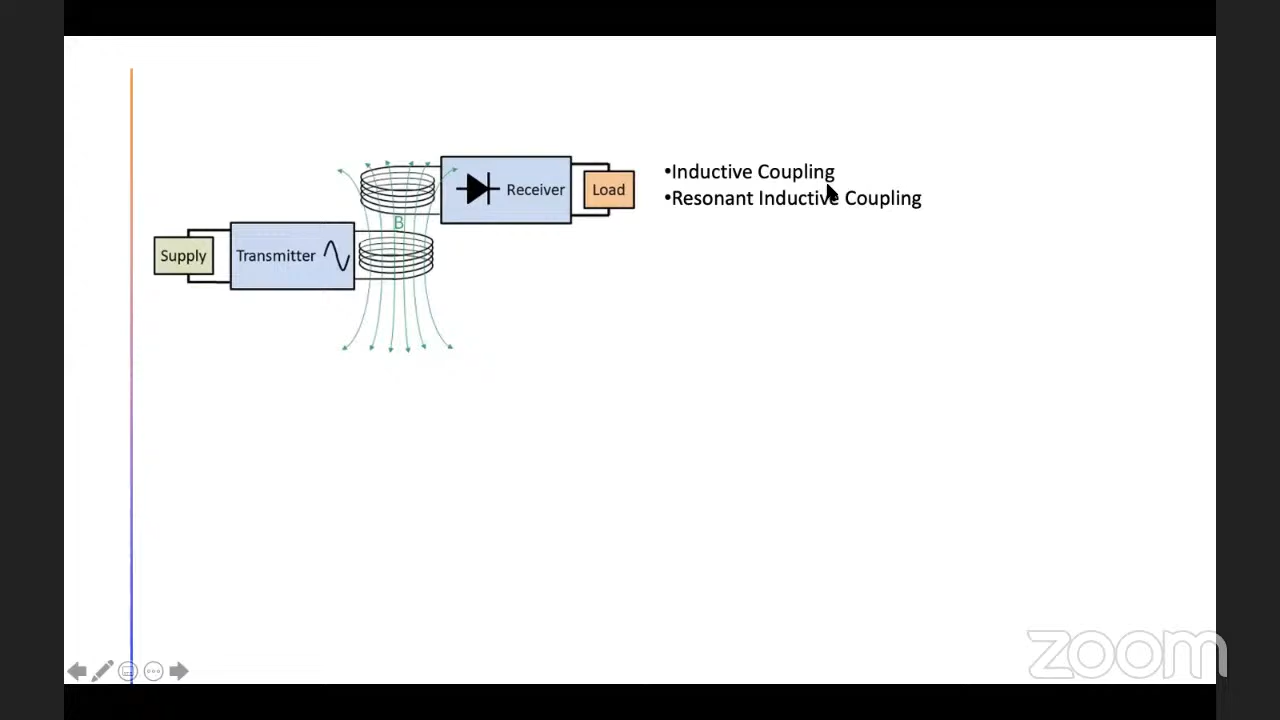 •Inductive Coupling
•Resonant Inductive Coupling
Receiver
Load
B
Supply
Transmitter
zoom